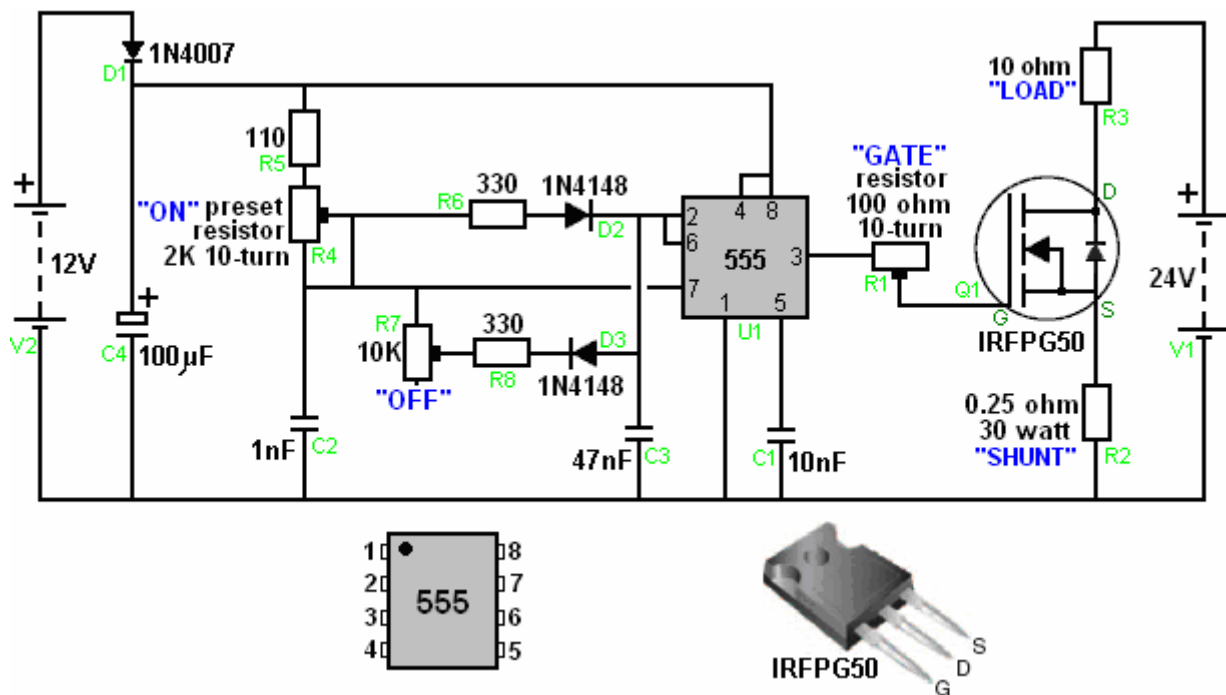 1N4007
D1
10 ohm
"LOAD"
R3
110
R5
"GATE"
resistor
100 ohm
10-turn
R1
330
R6
1N4148
D2
"ON" preset
resistor
2K 10-turn
R4
+
12V
V2
+
C4
100µF
4 8
2
6
7
3
555
1 5
U1
D
Q1
G
S
IRFPG50
+
24V
V1
R7
10K
"OFF"
330
R8
D3
1N4148
1nF
C2
47nF
C3
C1
10nF
0.25 ohm
30 watt
"SHUNT"
R2
1 8
2 7
3 6
4 5
555
IRFPG50
S
D
G